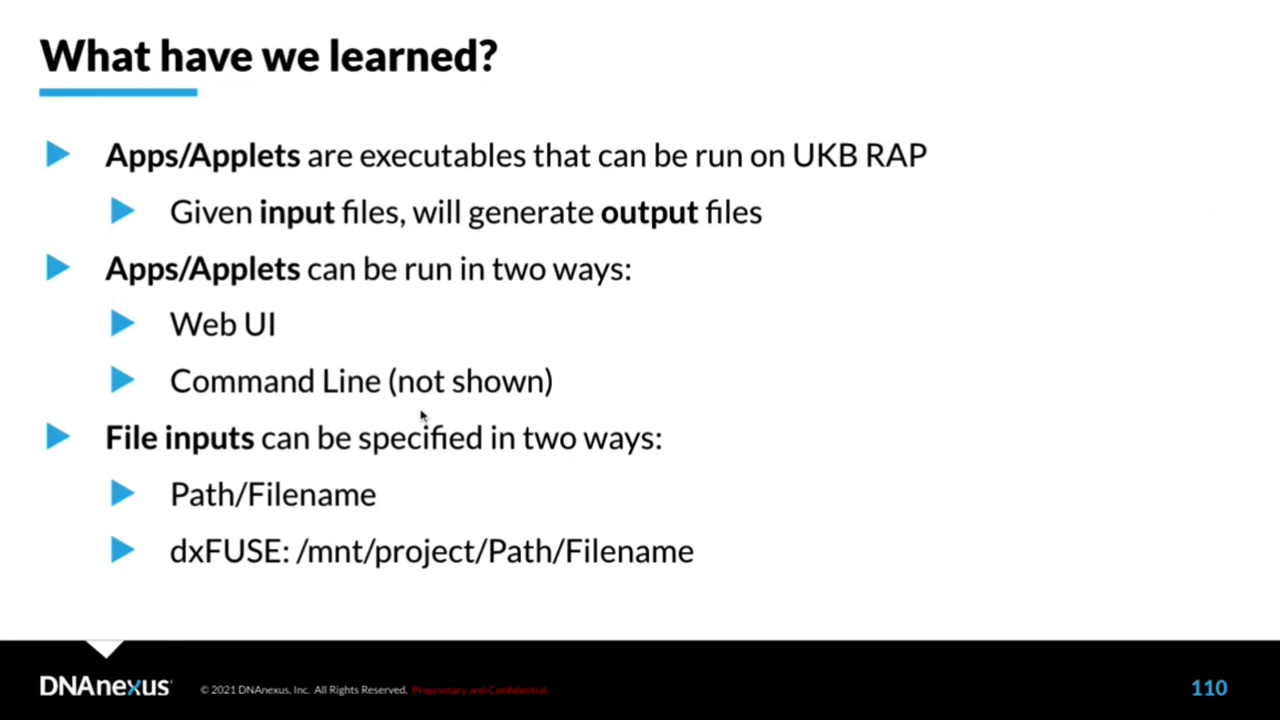 What have we learned?
Apps/Applets are executables that can be run on UKB RAP
Given input files, will generate output files
Apps/Applets can be run in two ways:
Web UI
Command Line (not shown)
File inputs can be specified in two ways:
Path/Filename
dxFUSE: /mnt/project/Path/Filename
DNAnexus © 2021 DNAnexus, Inc. All Rights Reserved. Proprietary and Confidential 110